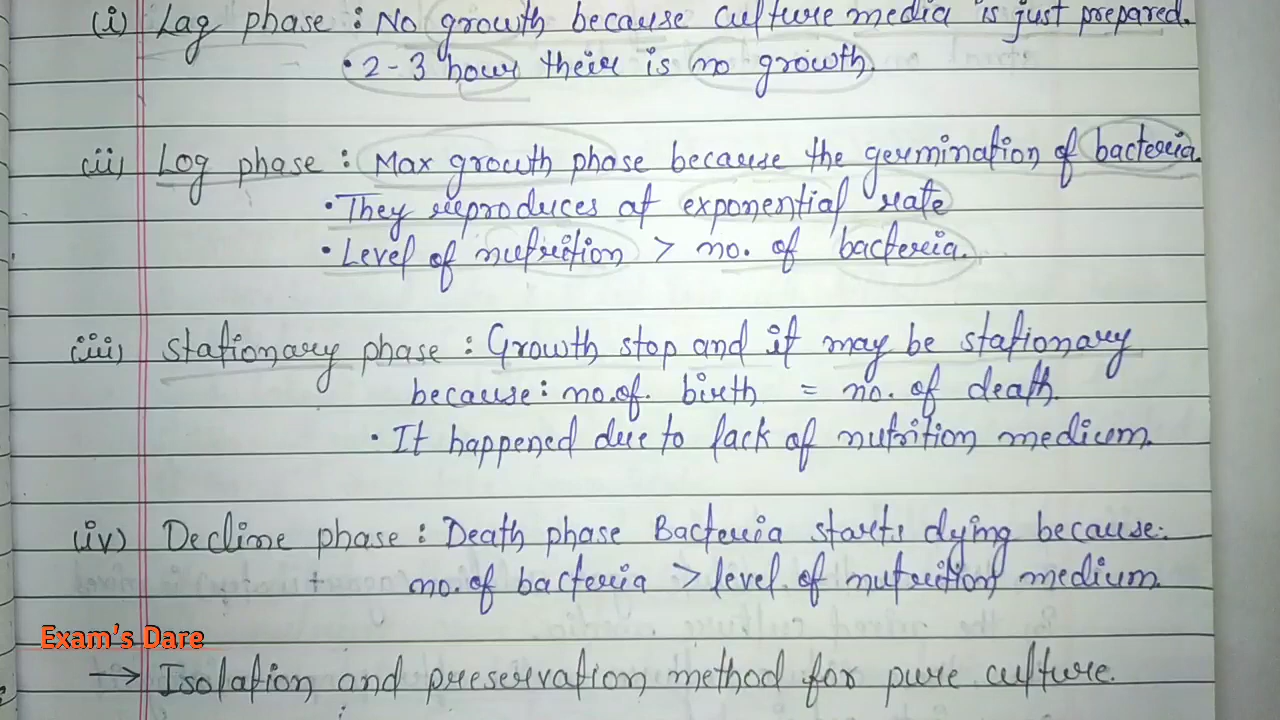 (i) Lag phase : No growth because culture media is just prepared.
• 2-3 hour their is no growth.
(ii) Log phase : Max growth phase because the germination of bacteria.
• They reproduces at exponential rate
• Level of nutrition > no. of bacteria.
(iii) Stationary phase : Growth stop and it may be stationary
because : no. of. birth = no. of death.
• It happened due to lack of nutrition medium.
(iv) Decline phase : Death phase Bacteria starts dying because:
no. of bacteria > level of nutrition medium.
Exam's Dare
→ Isolation and preservation method for pure culture.